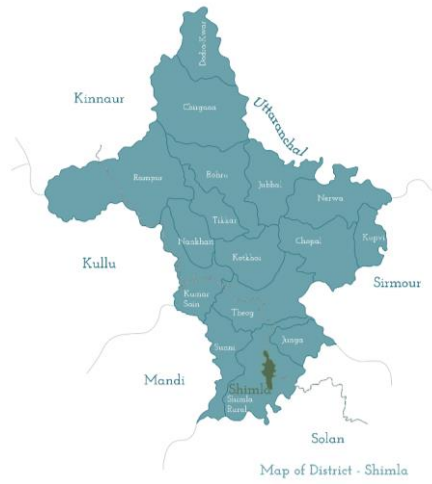 Dodra-Kwar
Kinnaur
Chirgaon
Uttaranchal
Rampur
Rohru
Jubbal
Nerwa
Tikkar
Nankhari
Chopal
Kupvi
Kullu
Kotkhai
Sirmour
Kumar
Sain
Theog
Junga
Sunni
Mandi
Shimla
Shimla
Rural
Solan
Map of District - Shimla